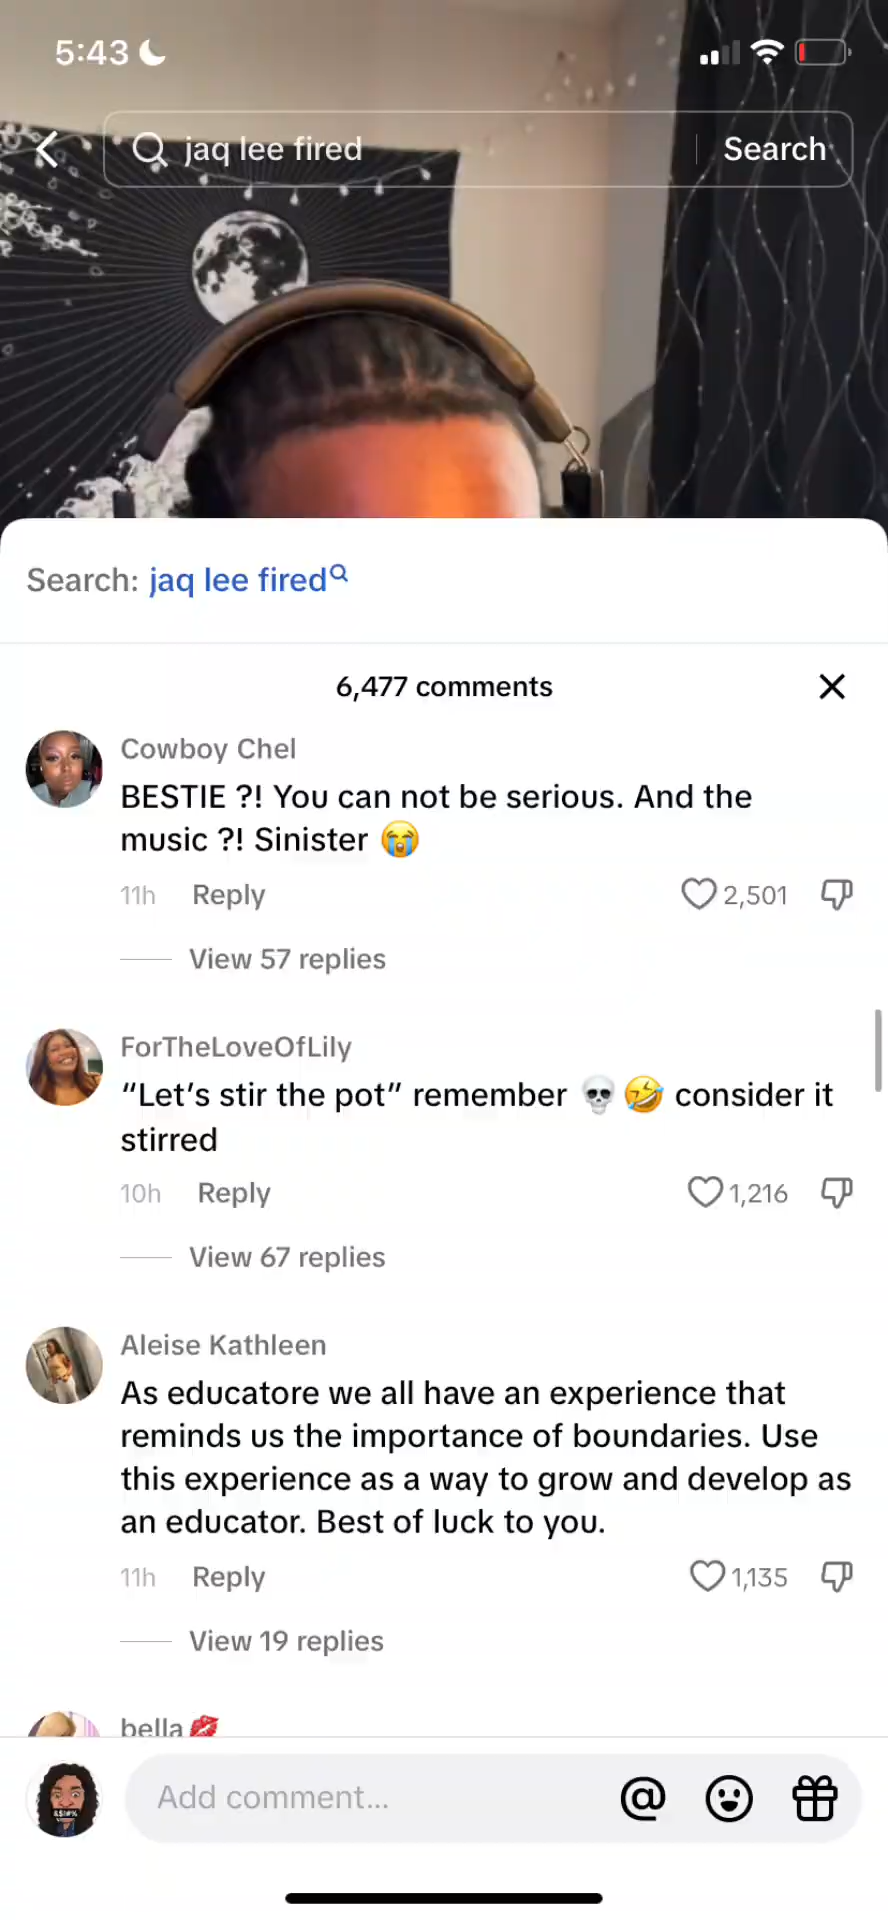 5:43
jaq lee fired
Search
Search: jaq lee fired
6,477 comments
Cowboy Chel
BESTIE ?! You can not be serious. And the
music ?! Sinister 😭
11h Reply 2,501
View 57 replies
ForTheLoveOfLily
“Let’s stir the pot” remember 💀🤣 consider it
stirred
10h Reply 1,216
View 67 replies
Aleise Kathleen
As educatore we all have an experience that
reminds us the importance of boundaries. Use
this experience as a way to grow and develop as
an educator. Best of luck to you.
11h Reply 1,135
View 19 replies
bella💋
Add comment...